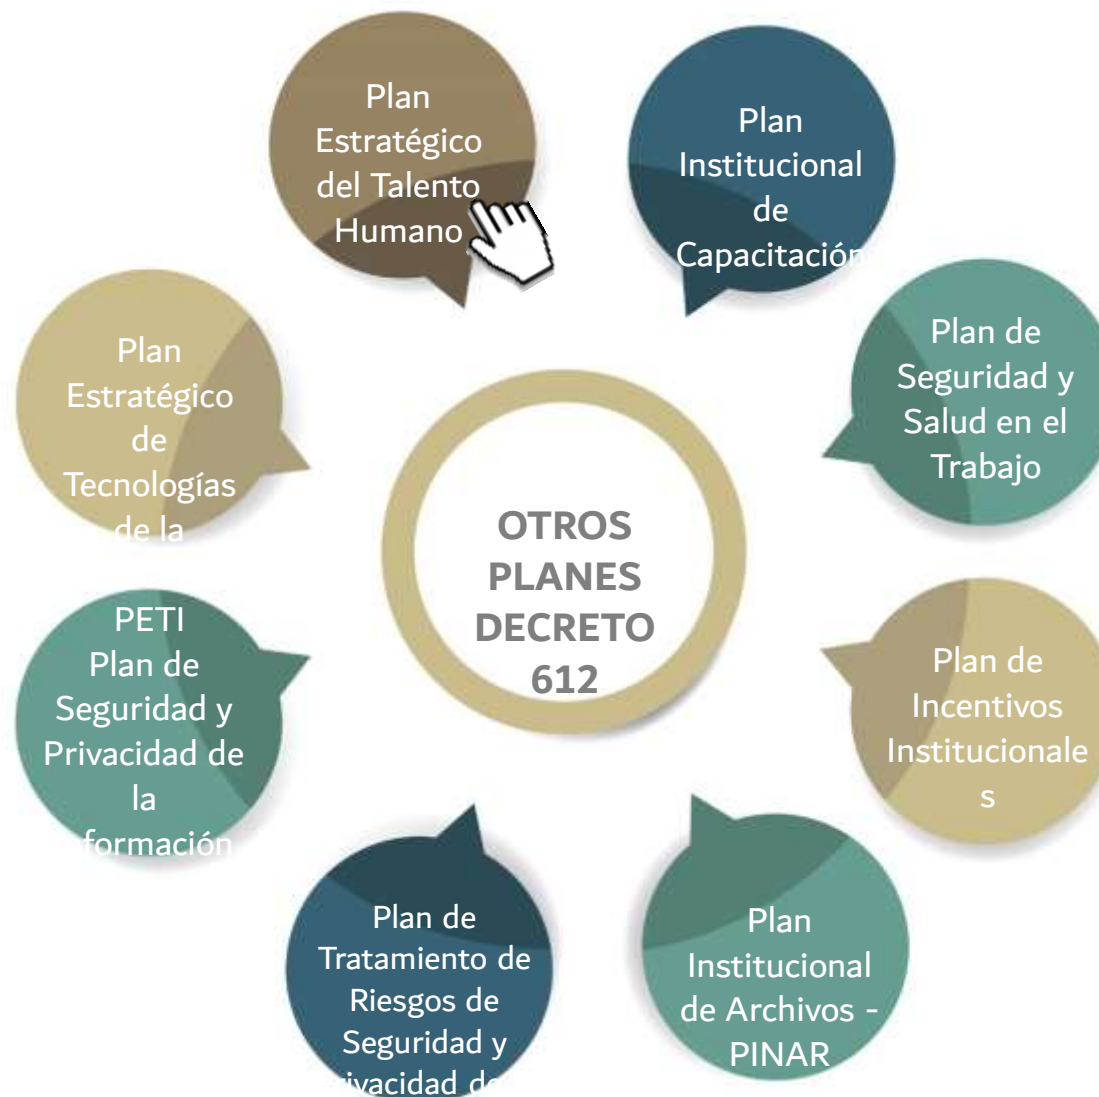 Plan
Estratégico
del Talento
Humano
Plan
Institucional
de
Capacitación
Plan de
Seguridad y
Salud en el
Trabajo
Plan de
Incentivos
Institucionale
s
Plan
Institucional
de Archivos -
PINAR
Plan de
Tratamiento de
Riesgos de
Seguridad y
Plan
Estratégico
de
Tecnologías
de la
PETI
Plan de
Seguridad y
Privacidad de
la
formación
OTROS
PLANES
DECRETO
612